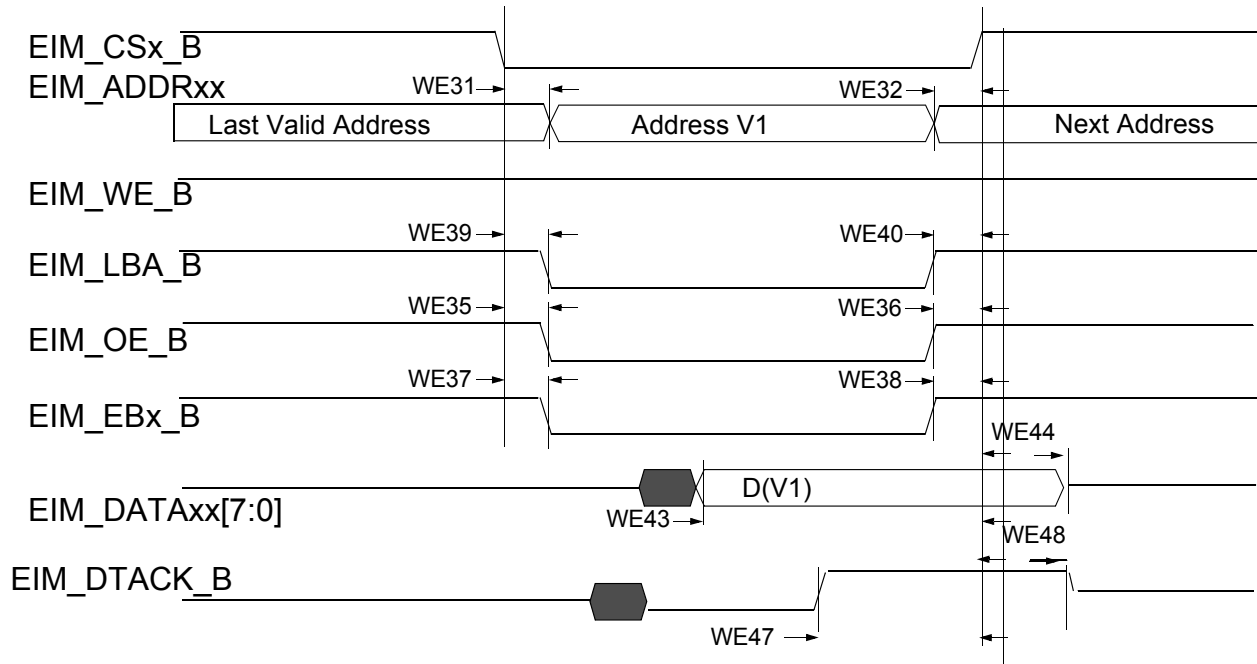 EIM_CSx_B
EIM_ADDRxx
WE31
WE32
Last Valid Address
Address V1
Next Address
EIM_WE_B
WE39
WE40
EIM_LBA_B
WE35
WE36
EIM_OE_B
WE37
WE38
EIM_EBx_B
WE44
D(V1)
EIM_DATAxx[7:0]
WE43
WE48
EIM_DTACK_B
WE47